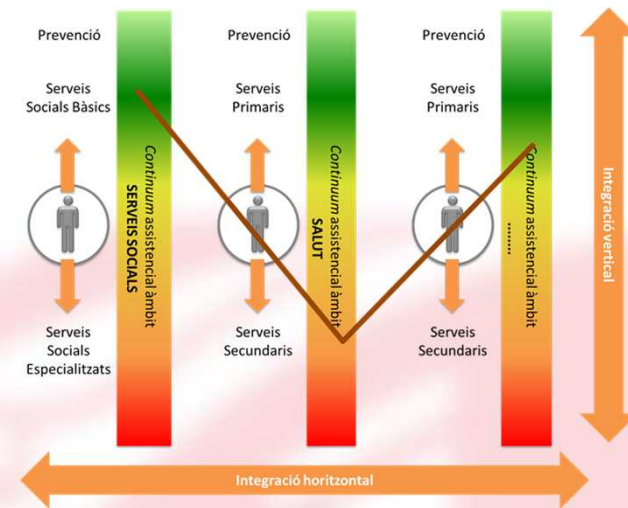 Prevenció
Serveis
Socials Bàsics
Serveis
Socials
Especialitzats
Continuum assistencial àmbit
SERVEIS SOCIALS
Prevenció
Serveis
Primaris
Serveis
Secundaris
Continuum assistencial àmbit
SALUT
Prevenció
Serveis
Primaris
Serveis
Secundaris
Continuum assistencial àmbit
........
Integració vertical
Integració horitzontal